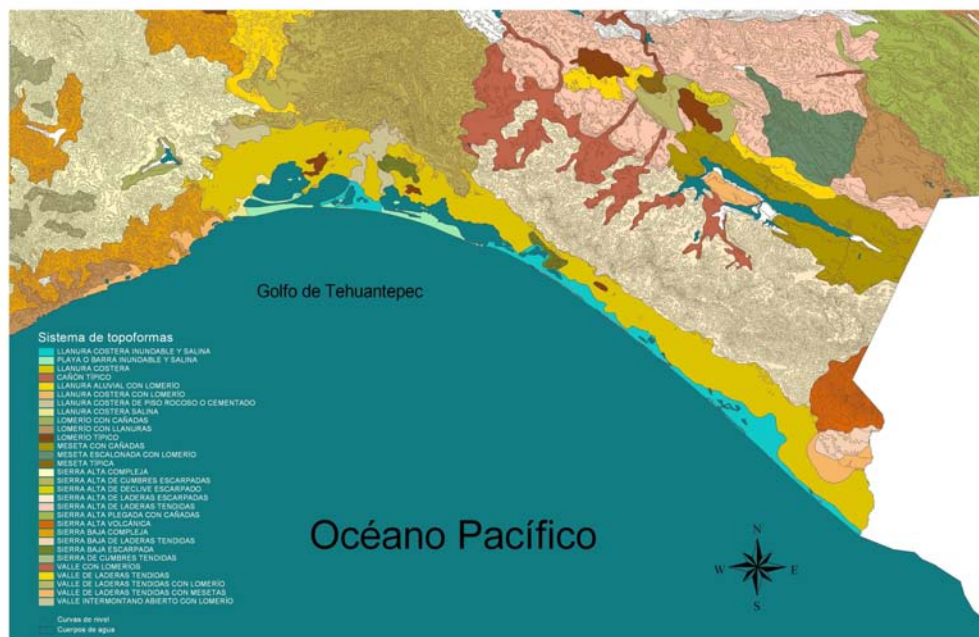 Golfo de Tehuantepec
Sistema de topoformas
LLANURA COSTERA INUNDABLE Y SALINA
PLAYA O BARRA INUNDABLE Y SALINA
LLANURA COSTERA
CAÑÓN TÍPICO
LLANURA ALUVIAL CON LOMERÍO
LLANURA COSTERA CON LOMERÍO
LLANURA COSTERA DE PISO ROCOSO O CEMENTADO
LLANURA COSTERA SALINA
LOMERÍO CON CAÑADAS
LOMERÍO CON LLANURAS
LOMERÍO TÍPICO
MESETA CON CAÑADAS
MESETA ESCALONADA CON LOMERÍO
MESETA TÍPICA
SIERRA ALTA COMPLEJA
SIERRA ALTA DE CUMBRES ESCARPADAS
SIERRA ALTA DE DECLIVE ESCARPADO
SIERRA ALTA DE LADERAS ESCARPADAS
SIERRA ALTA DE LADERAS TENDIDAS
SIERRA ALTA PLEGADA CON CAÑADAS
SIERRA ALTA VOLCÁNICA
SIERRA BAJA COMPLEJA
SIERRA BAJA DE LADERAS TENDIDAS
SIERRA BAJA ESCARPADA
SIERRA DE CUMBRES TENDIDAS
VALLE CON LOMERÍOS
VALLE DE LADERAS TENDIDAS
VALLE DE LADERAS TENDIDAS CON LOMERÍO
VALLE DE LADERAS TENDIDAS CON MESETAS
VALLE INTERMONTANO ABIERTO CON LOMERÍO
Curvas de nivel
Cuerpos de agua
Océano Pacífico
N
W E
S